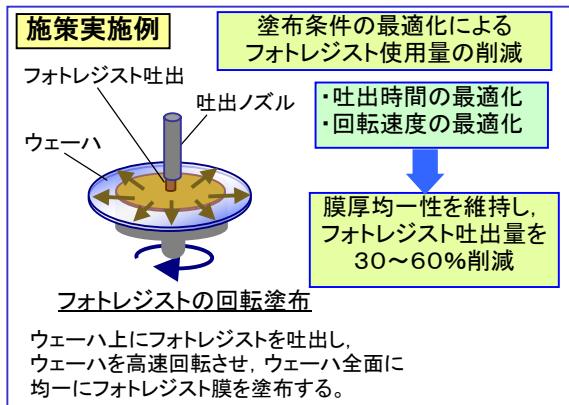 施策実施例
塗布条件の最適化による
フォトレジスト使用量の削減
フォトレジスト吐出
吐出ノズル
ウェーハ
・吐出時間の最適化
・回転速度の最適化
膜厚均一性を維持し，
フォトレジスト吐出量を
３０～６０％削減
フォトレジストの回転塗布
ウェーハ上にフォトレジストを吐出し，
ウェーハを高速回転させ，ウェーハ全面に
均一にフォトレジスト膜を塗布する。